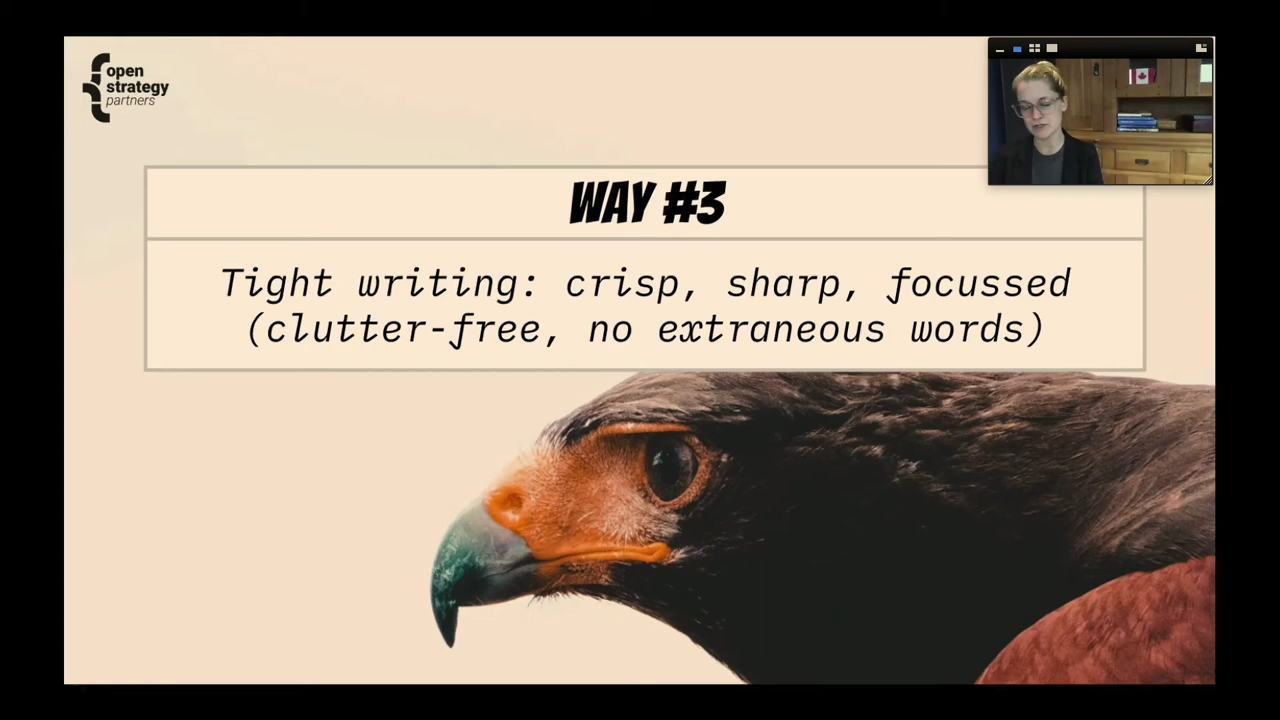 open
strategy
partners
WAY #3
Tight writing: crisp, sharp, focussed
(clutter-free, no extraneous words)